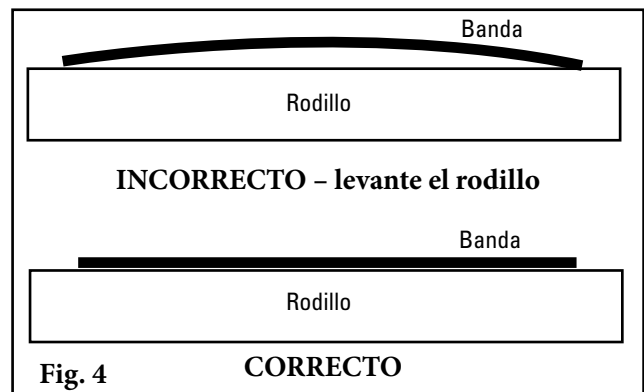 Banda
Rodillo
INCORRECTO – levante el rodillo
Banda
Rodillo
Fig. 4 CORRECTO